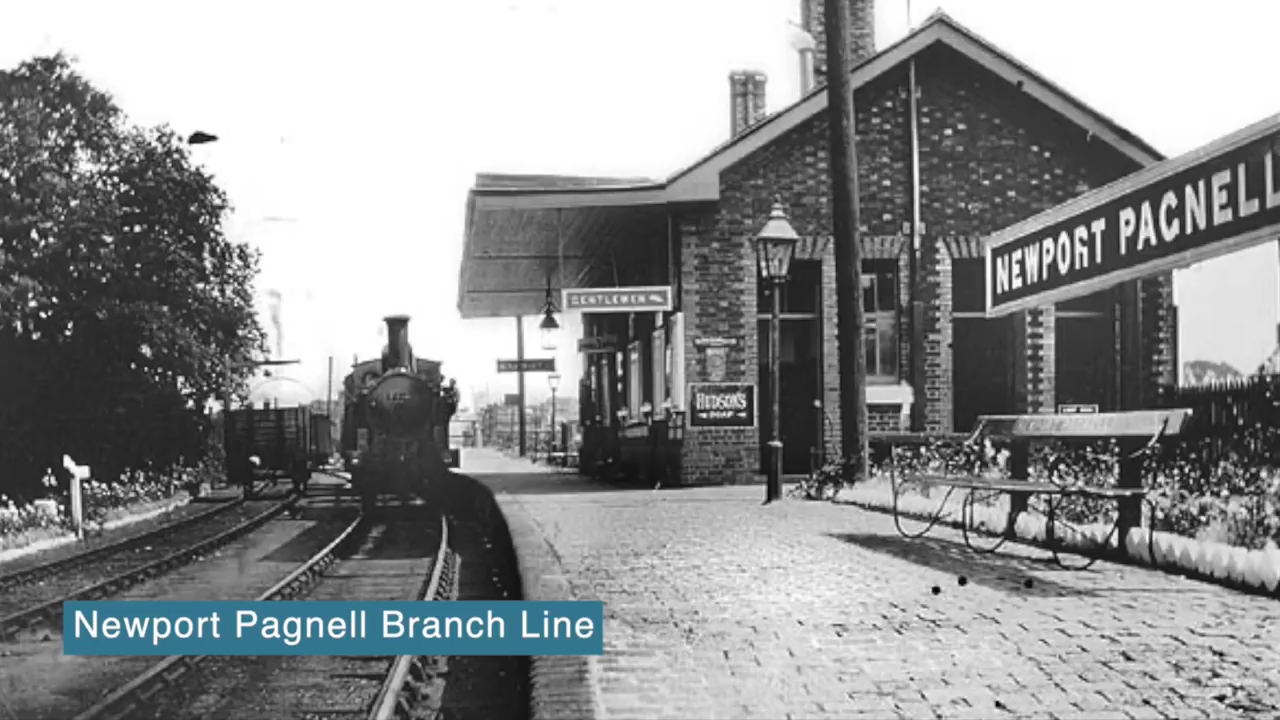 GENTLEMEN
NEWPORT PAGNELL
HUDSON'S
SOAP
Newport Pagnell Branch Line